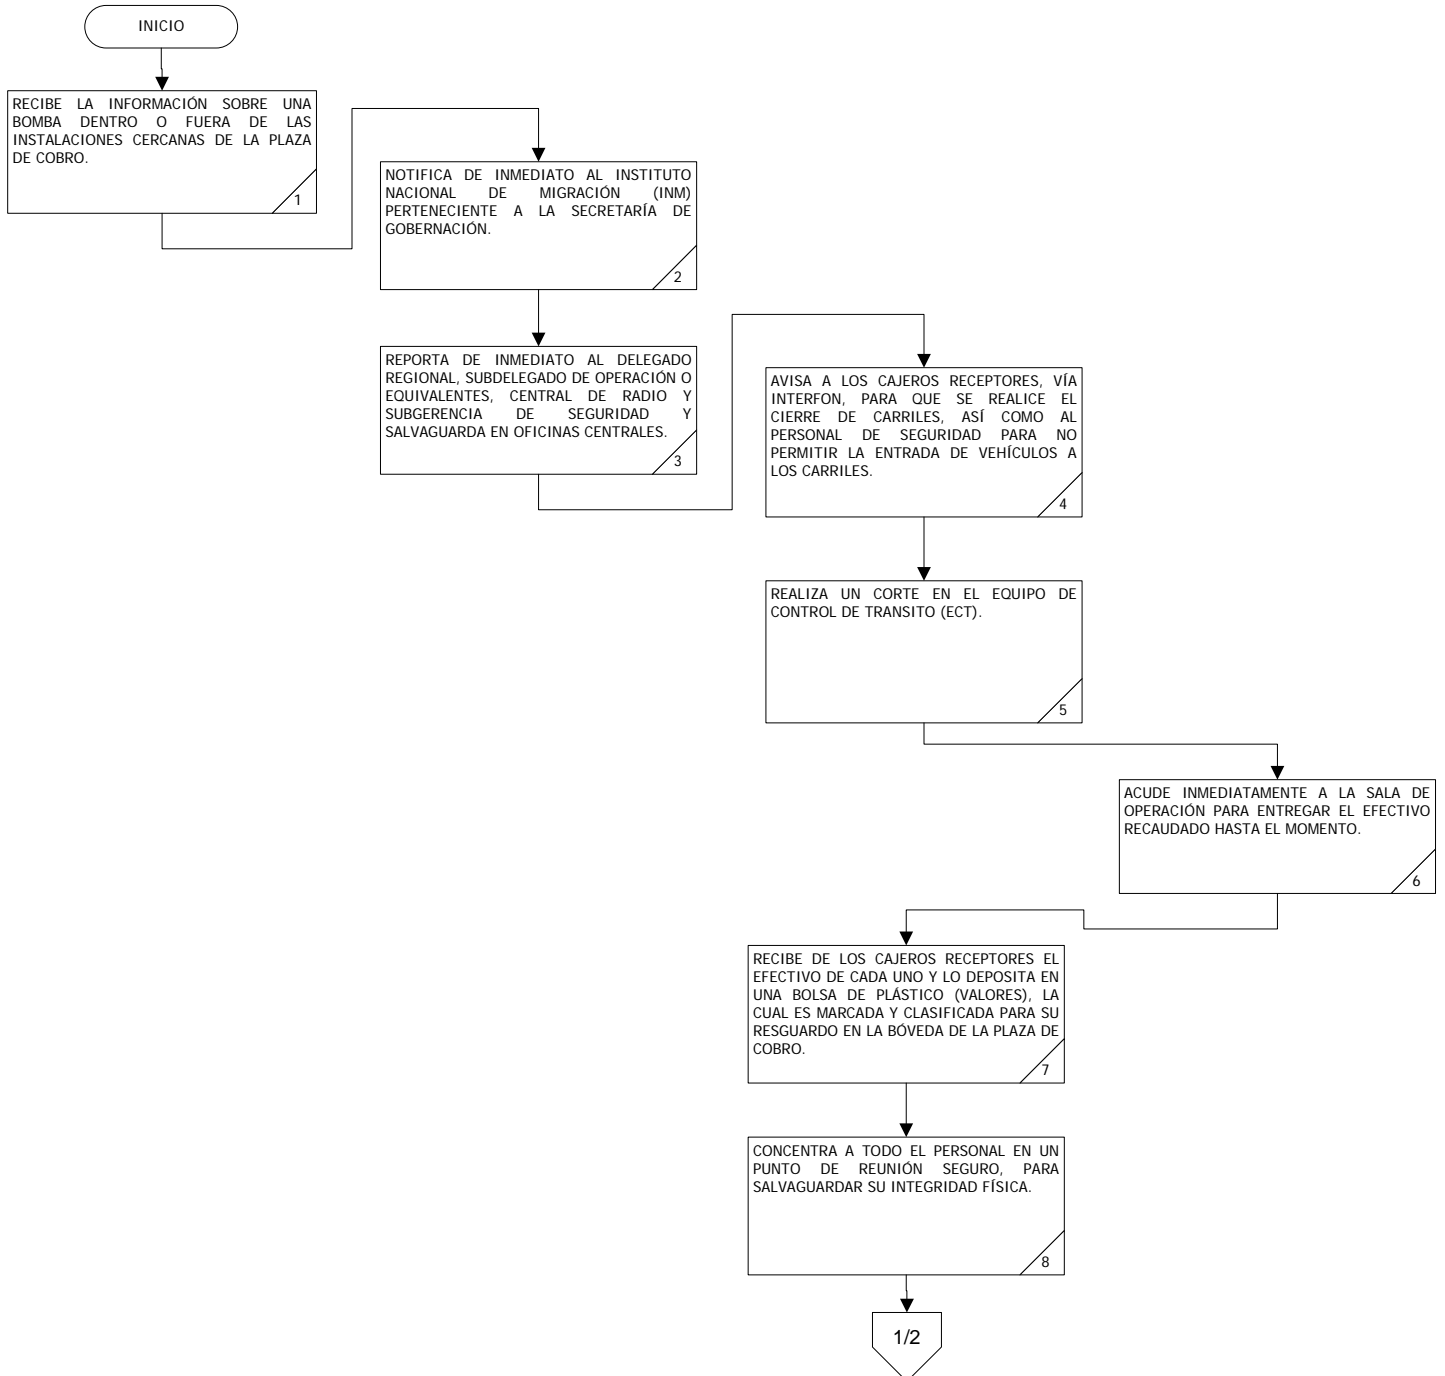 INICIO
RECIBE LA INFORMACIÓN SOBRE UNA
BOMBA DENTRO O FUERA DE LAS
INSTALACIONES CERCANAS DE LA PLAZA
DE COBRO.
1
NOTIFICA DE INMEDIATO AL INSTITUTO
NACIONAL DE MIGRACIÓN (INM)
PERTENECIENTE A LA SECRETARÍA DE
GOBERNACIÓN.
2
REPORTA DE INMEDIATO AL DELEGADO
REGIONAL, SUBDELEGADO DE OPERACIÓN O
EQUIVALENTES, CENTRAL DE RADIO Y
SUBGERENCIA DE SEGURIDAD Y
SALVAGUARDA EN OFICINAS CENTRALES.
3
AVISA A LOS CAJEROS RECEPTORES, VÍA
INTERFON, PARA QUE SE REALICE EL
CIERRE DE CARRILES, ASÍ COMO AL
PERSONAL DE SEGURIDAD PARA NO
PERMITIR LA ENTRADA DE VEHÍCULOS A
LOS CARRILES.
4
REALIZA UN CORTE EN EL EQUIPO DE
CONTROL DE TRANSITO (ECT).
5
ACUDE INMEDIATAMENTE A LA SALA DE
OPERACIÓN PARA ENTREGAR EL EFECTIVO
RECAUDADO HASTA EL MOMENTO.
6
RECIBE DE LOS CAJEROS RECEPTORES EL
EFECTIVO DE CADA UNO Y LO DEPOSITA EN
UNA BOLSA DE PLÁSTICO (VALORES), LA
CUAL ES MARCADA Y CLASIFICADA PARA SU
RESGUARDO EN LA BÓVEDA DE LA PLAZA DE
COBRO.
7
CONCENTRA A TODO EL PERSONAL EN UN
PUNTO DE REUNIÓN SEGURO, PARA
SALVAGUARDAR SU INTEGRIDAD FÍSICA.
8
1/2